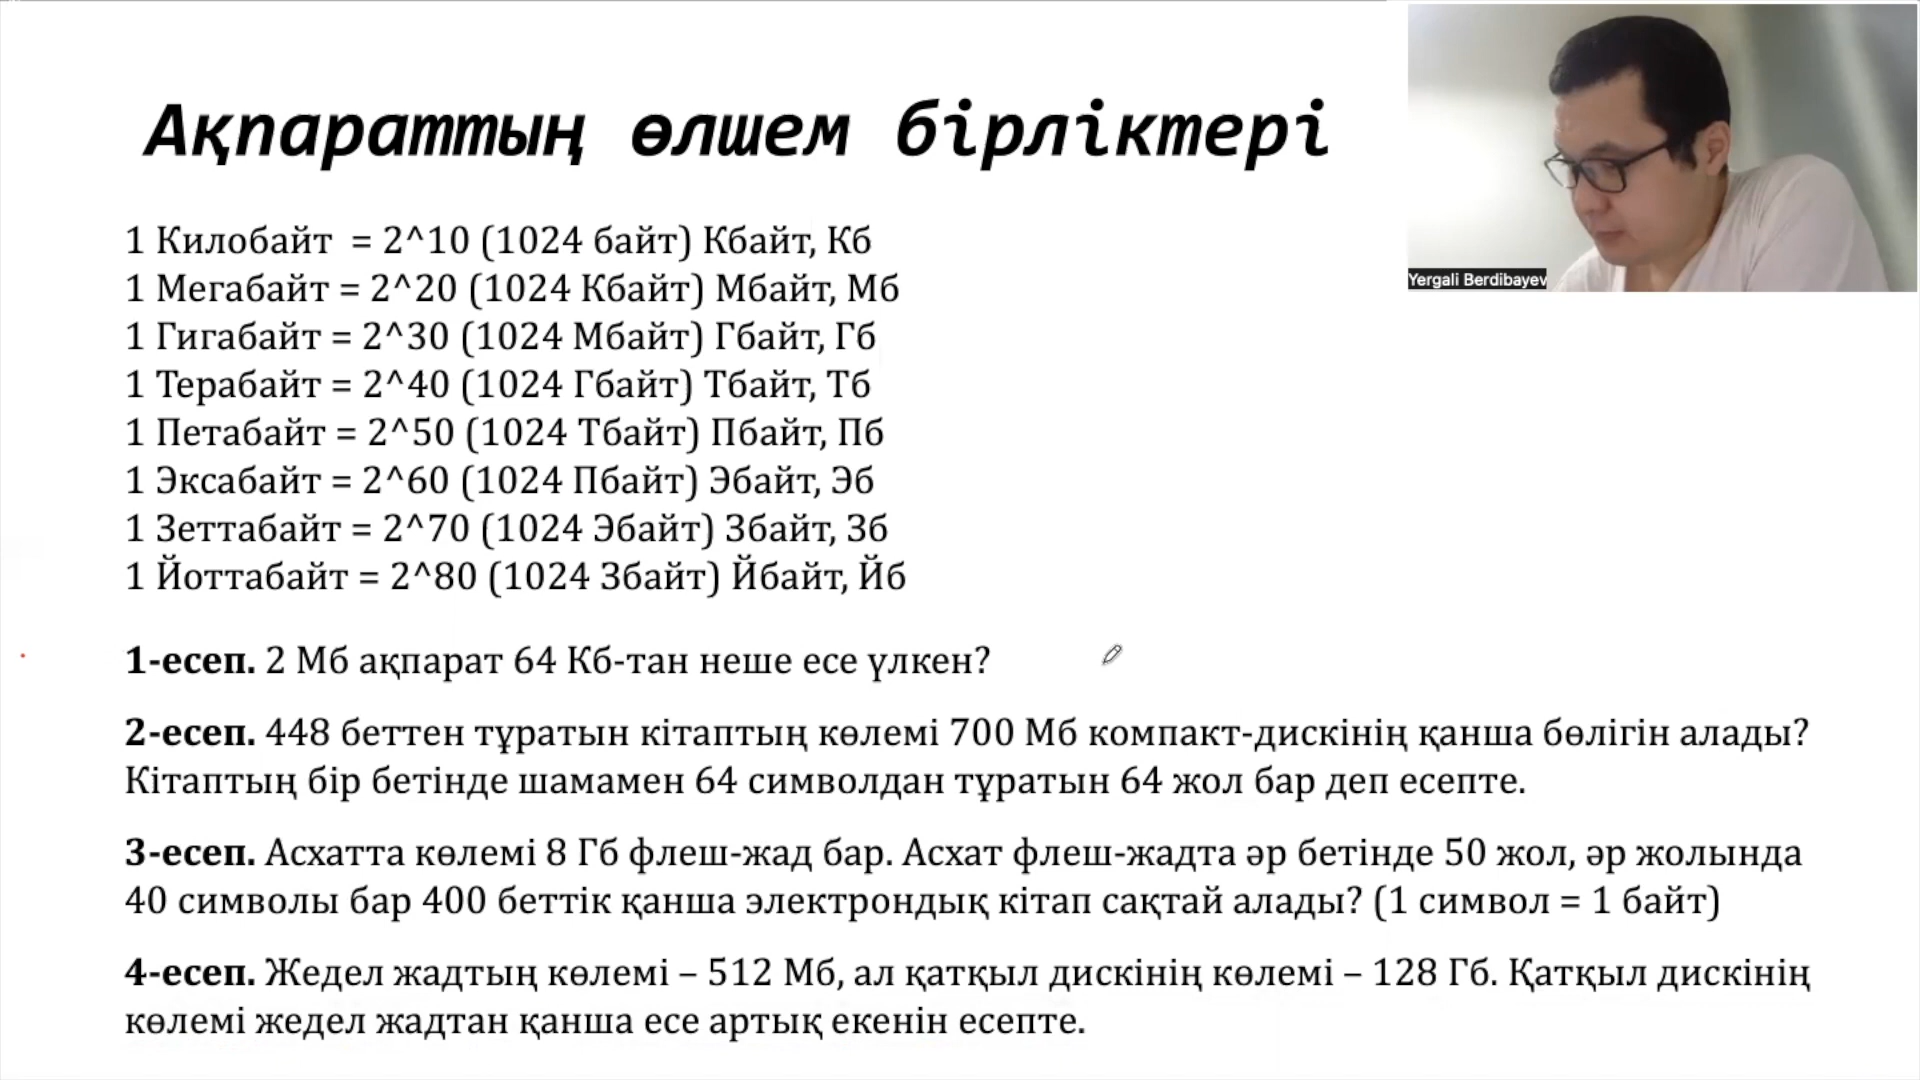 Ақпараттың өлшем бірліктері
Yergali Berdibayev
1 Килобайт = 2^10 (1024 байт) Кбайт, Кб
1 Мегабайт = 2^20 (1024 Кбайт) Мбайт, Мб
1 Гигабайт = 2^30 (1024 Мбайт) Гбайт, Гб
1 Терабайт = 2^40 (1024 Гбайт) Тбайт, Тб
1 Петабайт = 2^50 (1024 Тбайт) Пбайт, Пб
1 Эксабайт = 2^60 (1024 Пбайт) Эбайт, Эб
1 Зеттабайт = 2^70 (1024 Эбайт) Збайт, Зб
1 Йоттабайт = 2^80 (1024 Збайт) Йбайт, Йб
1-есеп. 2 Мб ақпарат 64 Кб-тан неше есе үлкен?
2-есеп. 448 беттен тұратын кітаптың көлемі 700 Мб компакт-дискінің қанша бөлігін алады?
Кітаптың бір бетінде шамамен 64 символдан тұратын 64 жол бар деп есепте.
3-есеп. Асхатта көлемі 8 Гб флеш-жад бар. Асхат флеш-жадта әр бетінде 50 жол, әр жолында
40 символы бар 400 беттік қанша электрондық кітап сақтай алады? (1 символ = 1 байт)
4-есеп. Жедел жадтың көлемі – 512 Мб, ал қатқыл дискінің көлемі – 128 Гб. Қатқыл дискінің
көлемі жедел жадтан қанша есе артық екенін есепте.